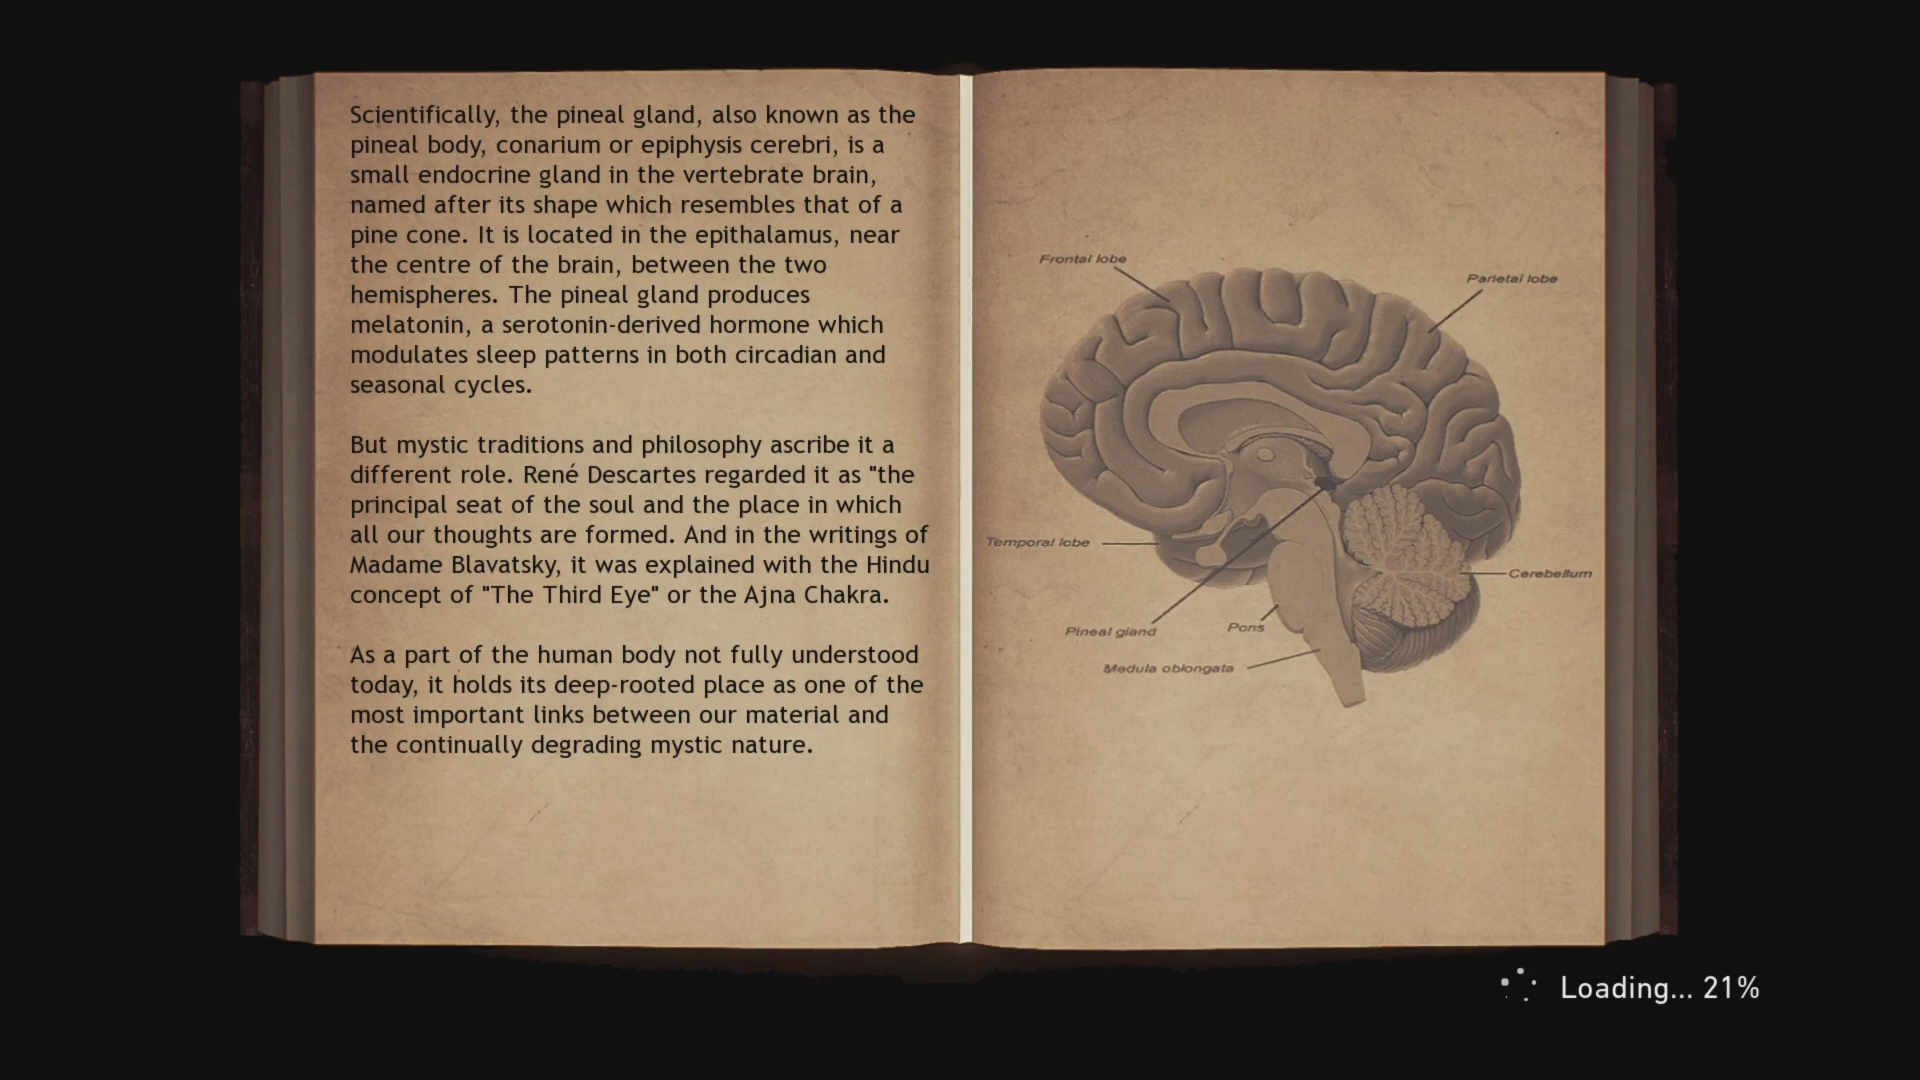 Scientifically, the pineal gland, also known as the
pineal body, conarium or epiphysis cerebri, is a
small endocrine gland in the vertebrate brain,
named after its shape which resembles that of a
pine cone. It is located in the epithalamus, near
the centre of the brain, between the two
hemispheres. The pineal gland produces
melatonin, a serotonin-derived hormone which
modulates sleep patterns in both circadian and
seasonal cycles.
But mystic traditions and philosophy ascribe it a
different role. René Descartes regarded it as "the
principal seat of the soul and the place in which
all our thoughts are formed. And in the writings of
Madame Blavatsky, it was explained with the Hindu
concept of "The Third Eye" or the Ajna Chakra.
As a part of the human body not fully understood
today, it holds its deep-rooted place as one of the
most important links between our material and
the continually degrading mystic nature.
Frontal lobe
Parietal lobe
Temporal lobe
Cerebellum
Pineal gland
Pons
Medula oblongata
Loading... 21%